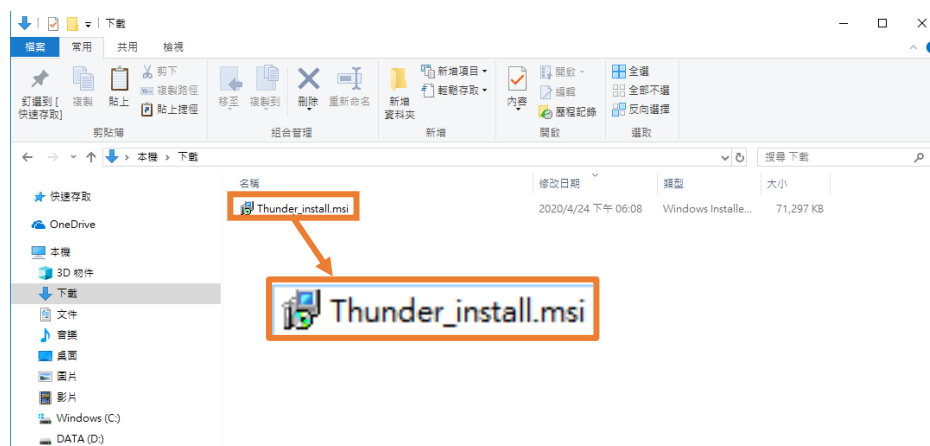 下載
檔案 常用 共用 檢視
釘選到 [快速存取]
複製
貼上
剪下
複製路徑
貼上捷徑
剪貼簿
移至
複製到
刪除
重新命名
組合管理
新增資料夾
新增項目
輕鬆存取
新增
內容
開啟
編輯
歷程記錄
開啟
全選
全部不選
反向選擇
選取
本機 › 下載
搜尋 下載
快速存取
OneDrive
本機
3D 物件
下載
文件
音樂
桌面
圖片
影片
Windows (C:)
DATA (D:)
名稱 修改日期 類型 大小
Thunder_install.msi 2020/4/24 下午 06:08 Windows Installe... 71,297 KB
Thunder_install.msi